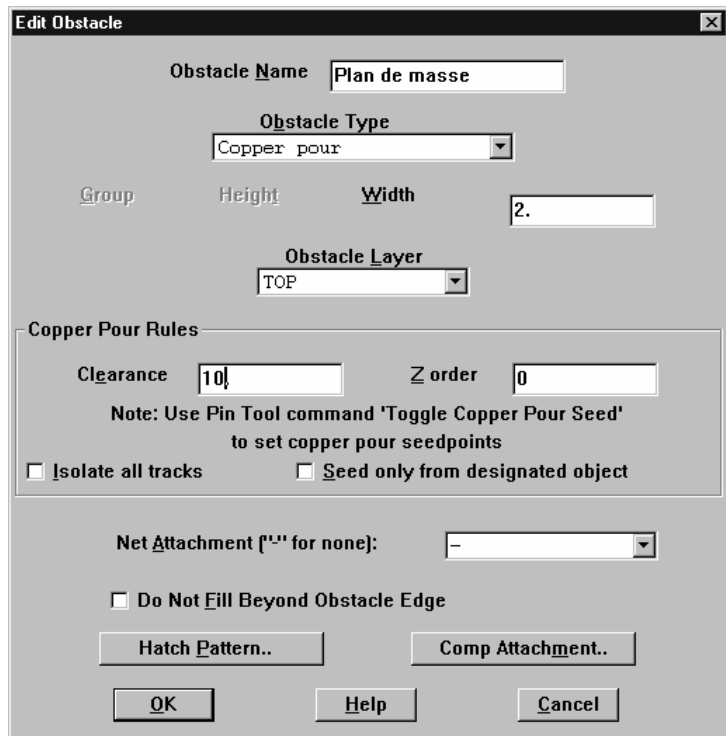 Edit Obstacle
Obstacle Name Plan de masse
Obstacle Type
Copper pour
Group Height Width 2.
Obstacle Layer
TOP
Copper Pour Rules
Clearance 10 Z order 0
Note: Use Pin Tool command 'Toggle Copper Pour Seed'
to set copper pour seedpoints
Isolate all tracks Seed only from designated object
Net Attachment ("-" for none): -
Do Not Fill Beyond Obstacle Edge
Hatch Pattern.. Comp Attachment..
OK Help Cancel